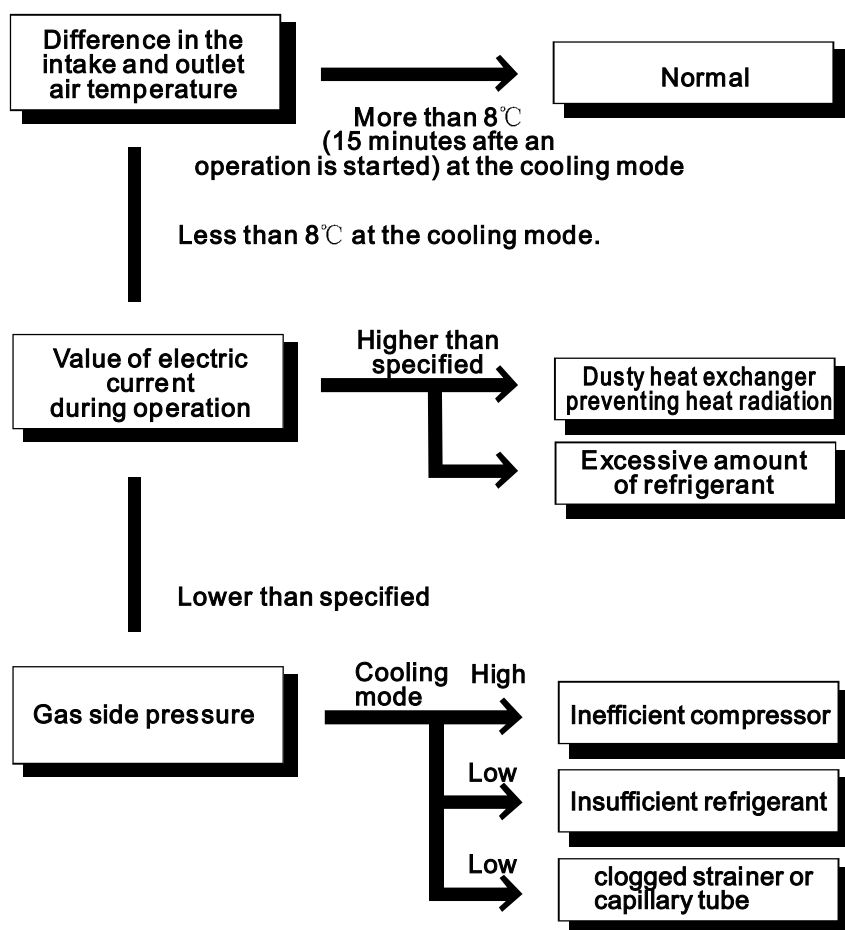 Difference in the
intake and outlet
air temperature
Normal
More than 8℃
(15 minutes afte an
operation is started) at the cooling mode
Less than 8℃ at the cooling mode.
Value of electric
current
during operation
Higher than
specified
Dusty heat exchanger
preventing heat radiation
Excessive amount
of refrigerant
Lower than specified
Gas side pressure
Cooling
mode
High
Inefficient compressor
Low
Insufficient refrigerant
Low
clogged strainer or
capillary tube